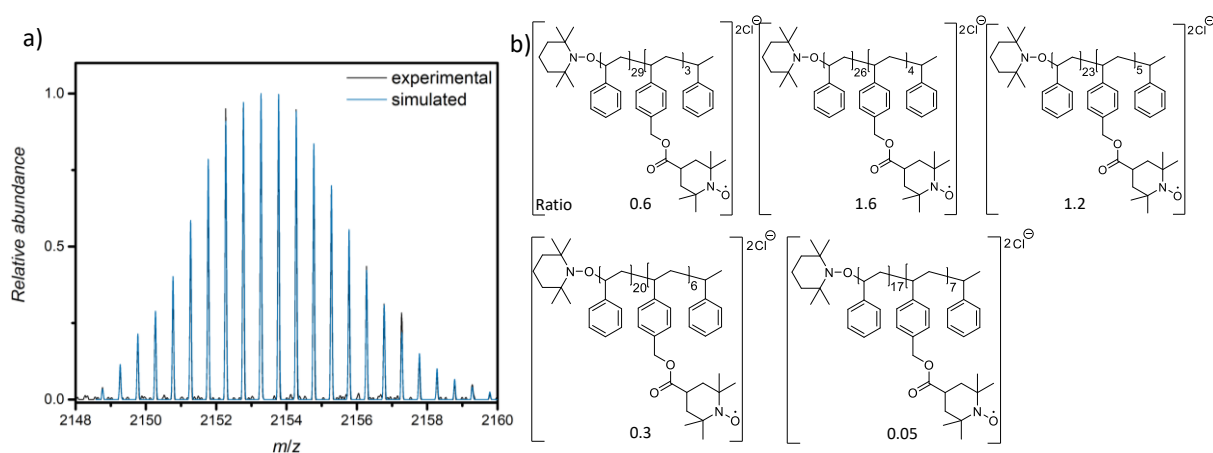 a)
experimental
simulated
Relative abundance
1.0
0.5
0.0
2148 2150 2152 2154 2156 2158 2160
m/z
b)
2Cl⊖
N-O
29
3
O
O
N-O·
Ratio 0.6
2Cl⊖
N-O
26
4
O
O
N-O·
1.6
2Cl⊖
N-O
23
5
O
O
N-O·
1.2
2Cl⊖
N-O
20
6
O
O
N-O·
0.3
2Cl⊖
N-O
17
7
O
O
N-O·
0.05